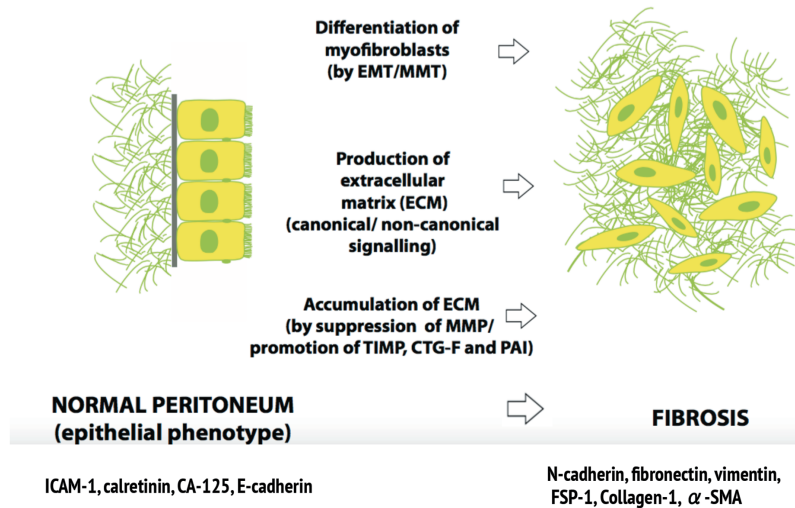 Differentiation of
myofibroblasts
(by EMT/MMT)
Production of
extracellular
matrix (ECM)
(canonical/ non-canonical
signalling)
Accumulation of ECM
(by suppression of MMP/
promotion of TIMP, CTG-F and PAI)
NORMAL PERITONEUM
(epithelial phenotype)
FIBROSIS
ICAM-1, calretinin, CA-125, E-cadherin
N-cadherin, fibronectin, vimentin,
FSP-1, Collagen-1, α-SMA